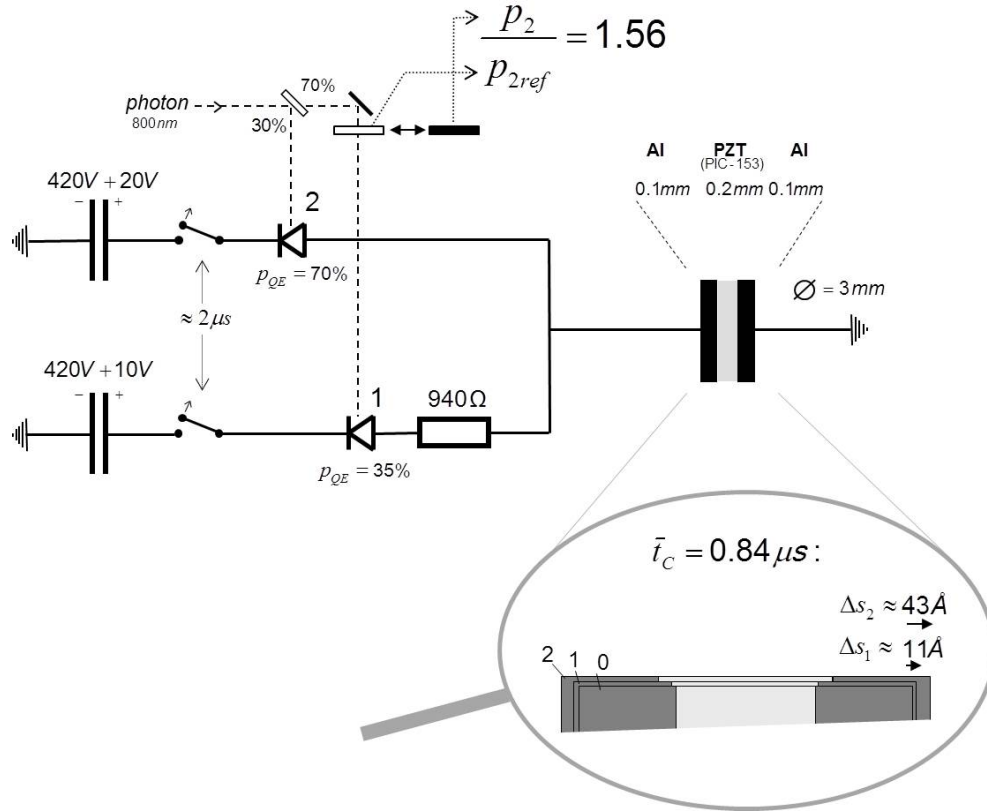 p₂ / p₂ref = 1.56
70%
photon
800nm
30%
Al PZT Al
(PIC-153)
0.1mm 0.2mm 0.1mm
420V + 20V
− +
2
p_QE = 70%
∅ = 3mm
≈ 2μs
420V + 10V
− +
1
940Ω
p_QE = 35%
t̄_C = 0.84μs:
Δs₂ ≈ 43Å
Δs₁ ≈ 11Å
2 1 0